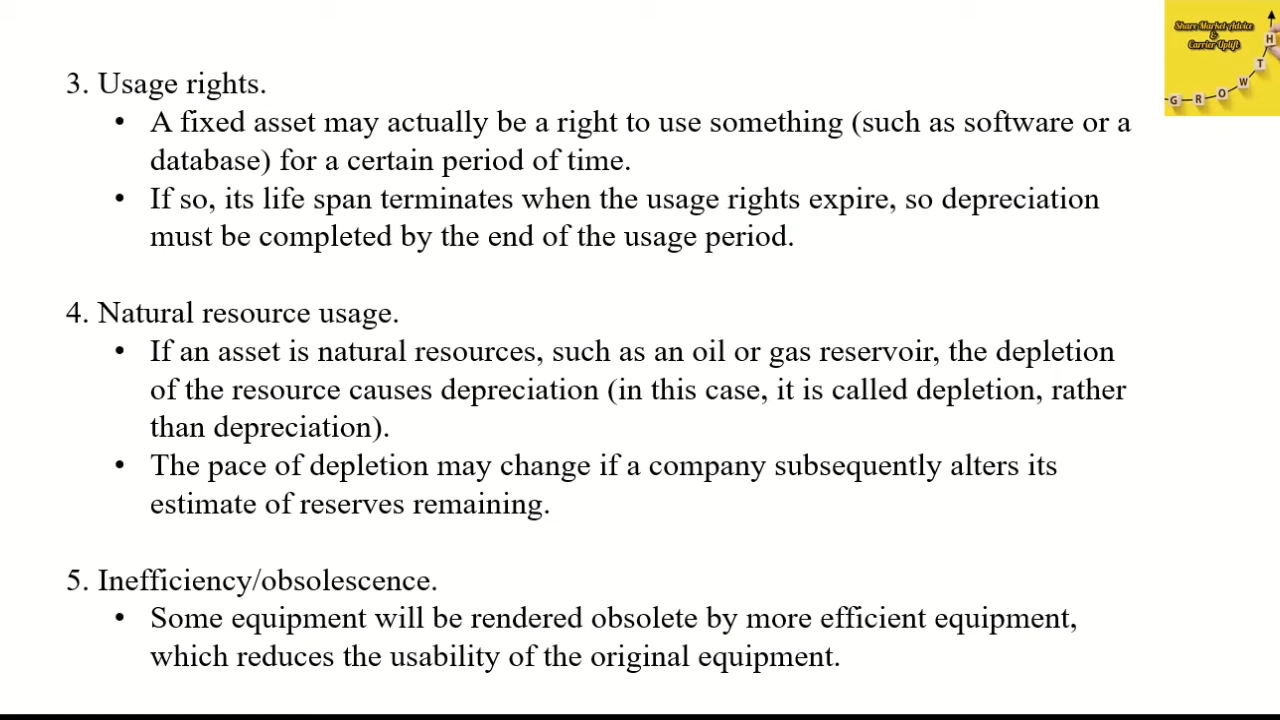 Share Market Advice
&
Carrier Uplift
G R O W T H
3. Usage rights.
• A fixed asset may actually be a right to use something (such as software or a
database) for a certain period of time.
• If so, its life span terminates when the usage rights expire, so depreciation
must be completed by the end of the usage period.
4. Natural resource usage.
• If an asset is natural resources, such as an oil or gas reservoir, the depletion
of the resource causes depreciation (in this case, it is called depletion, rather
than depreciation).
• The pace of depletion may change if a company subsequently alters its
estimate of reserves remaining.
5. Inefficiency/obsolescence.
• Some equipment will be rendered obsolete by more efficient equipment,
which reduces the usability of the original equipment.